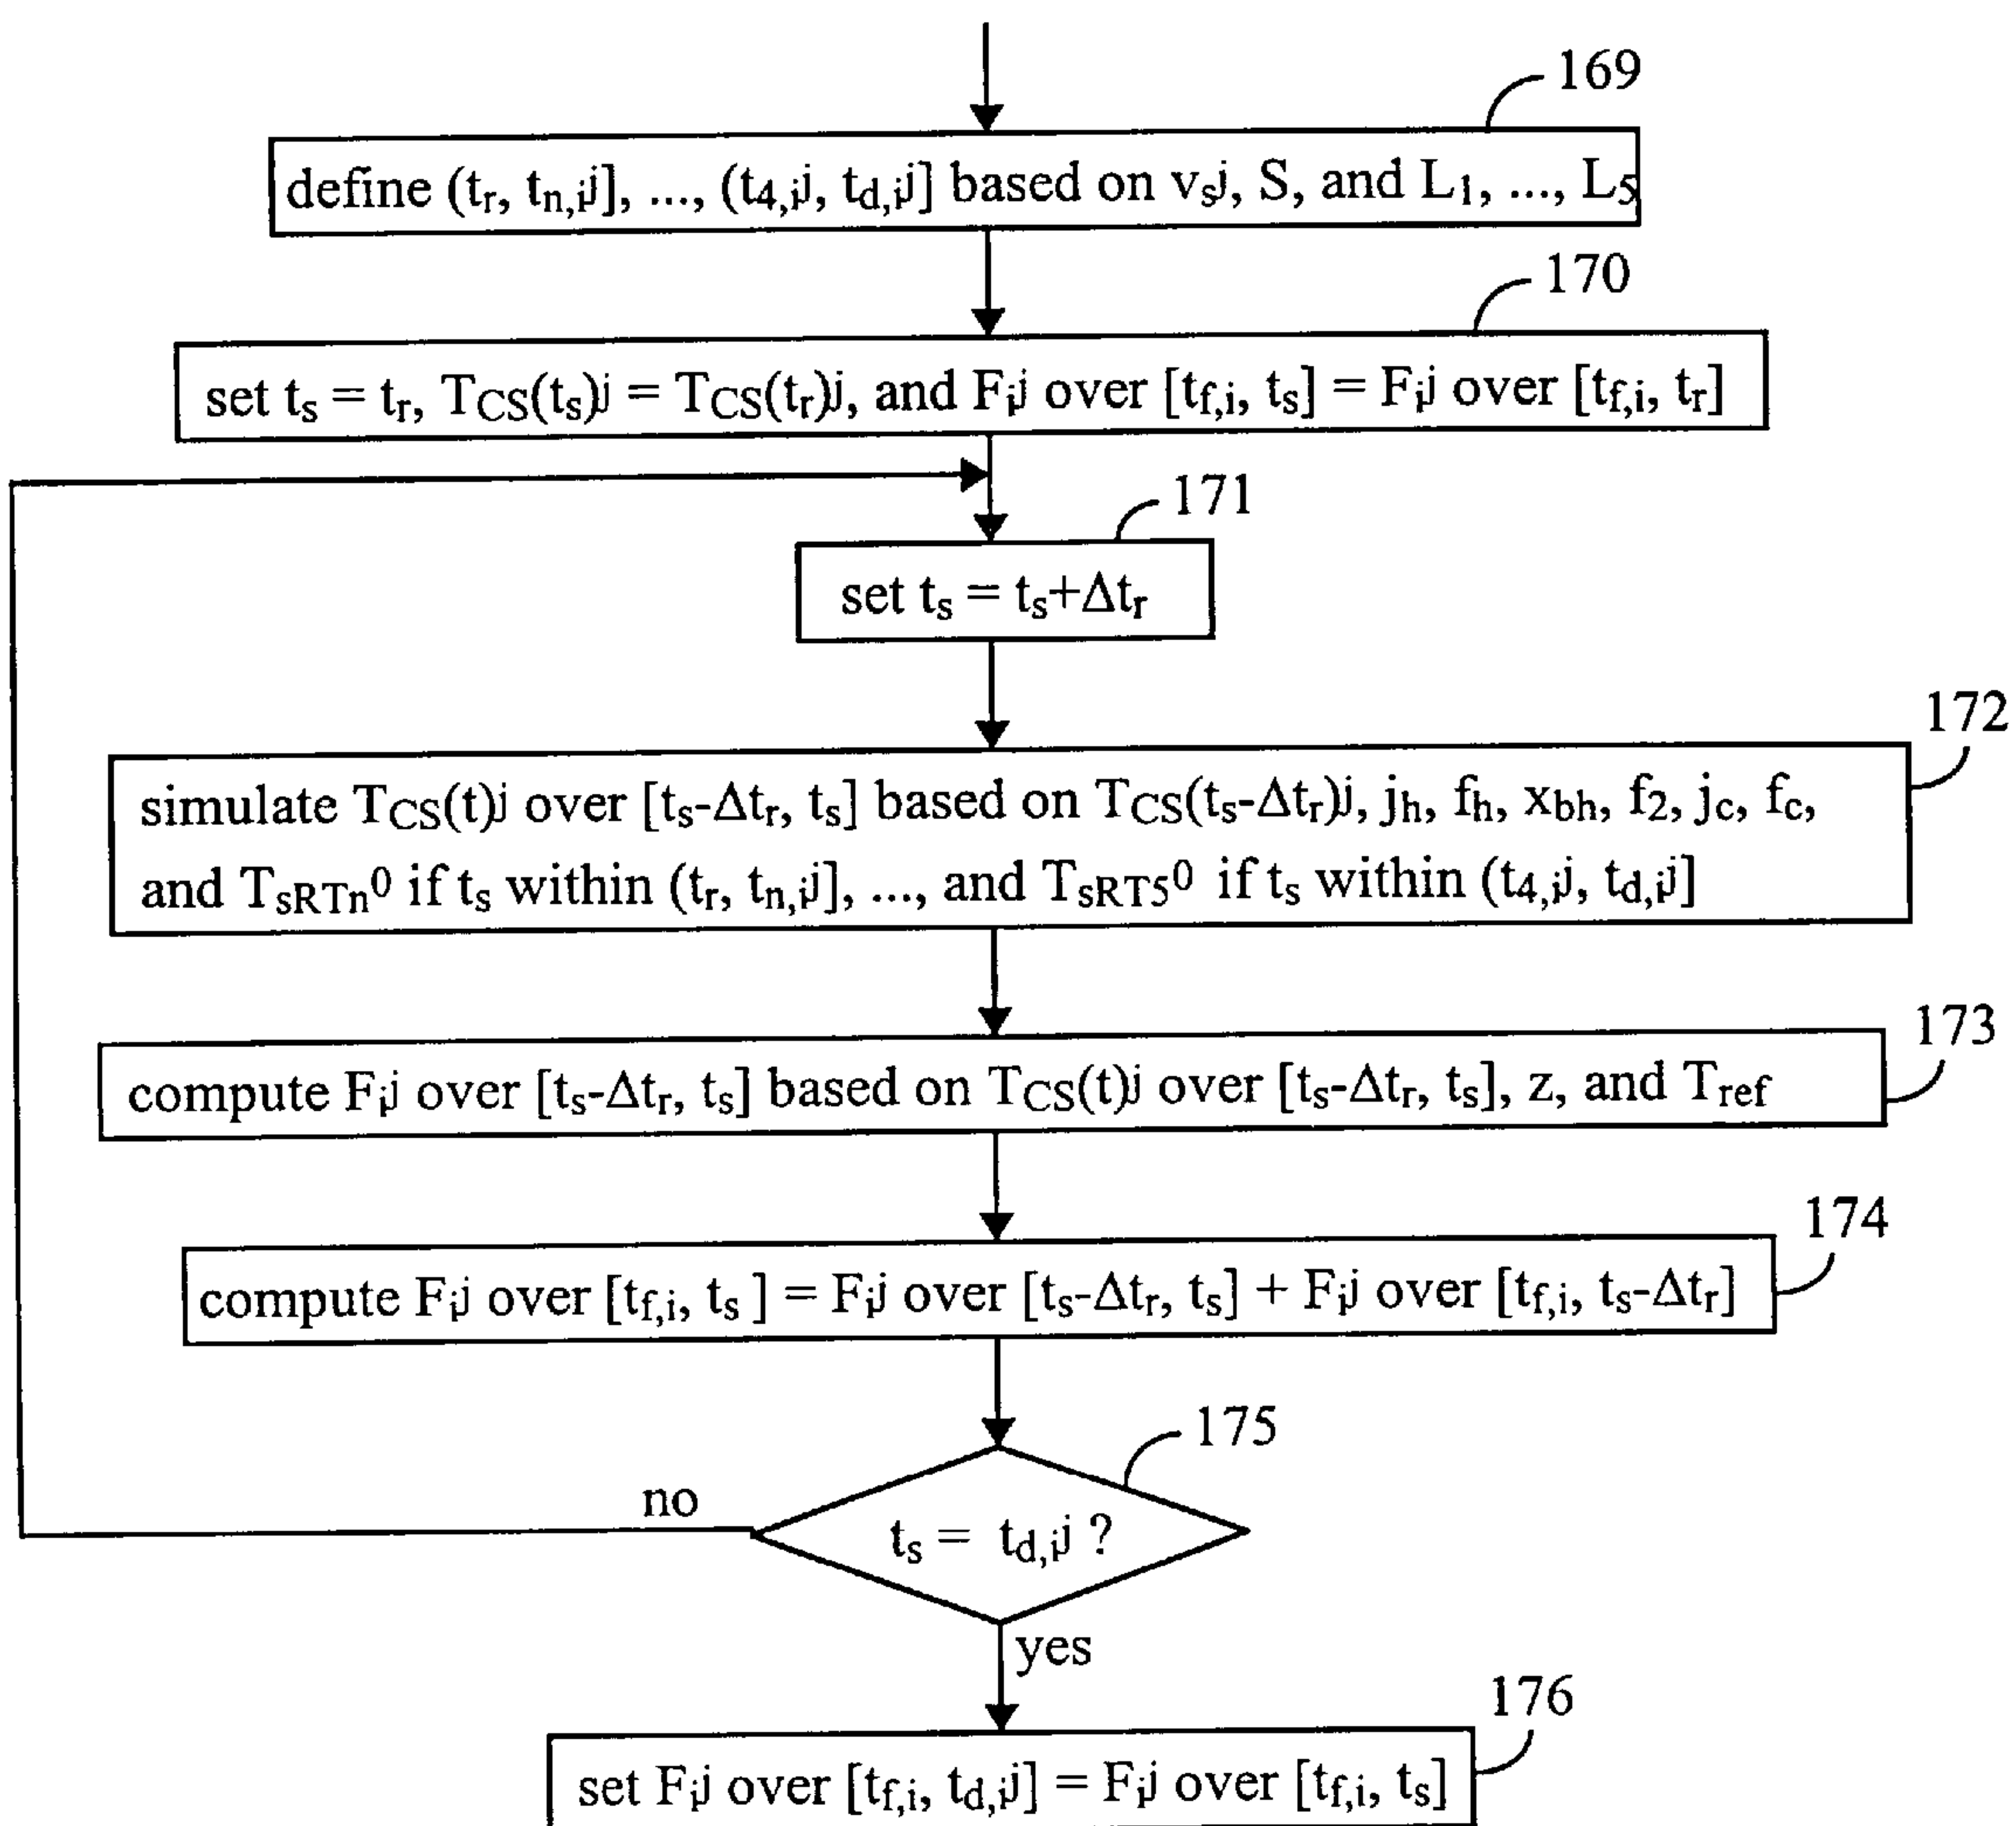 169
define (tr, tn,ij], ..., (t4,ij, td,ij] based on vsj, S, and L1, ..., L5
170
set ts = tr, TCS(ts)j = TCS(tr)j, and Fij over [tf,i, ts] = Fij over [tf,i, tr]
171
set ts = ts+Δtr
172
simulate TCS(t)j over [ts-Δtr, ts] based on TCS(ts-Δtr)j, jh, fh, xbh, f2, jc, fc,
and TsRTn0 if ts within (tr, tn,ij], ..., and TsRT50 if ts within (t4,ij, td,ij]
173
compute Fij over [ts-Δtr, ts] based on TCS(t)j over [ts-Δtr, ts], z, and Tref
174
compute Fij over [tf,i, ts ] = Fij over [ts-Δtr, ts] + Fij over [tf,i, ts-Δtr]
175
no
ts = td,ij ?
yes
176
set Fij over [tf,i, td,ij] = Fij over [tf,i, ts]